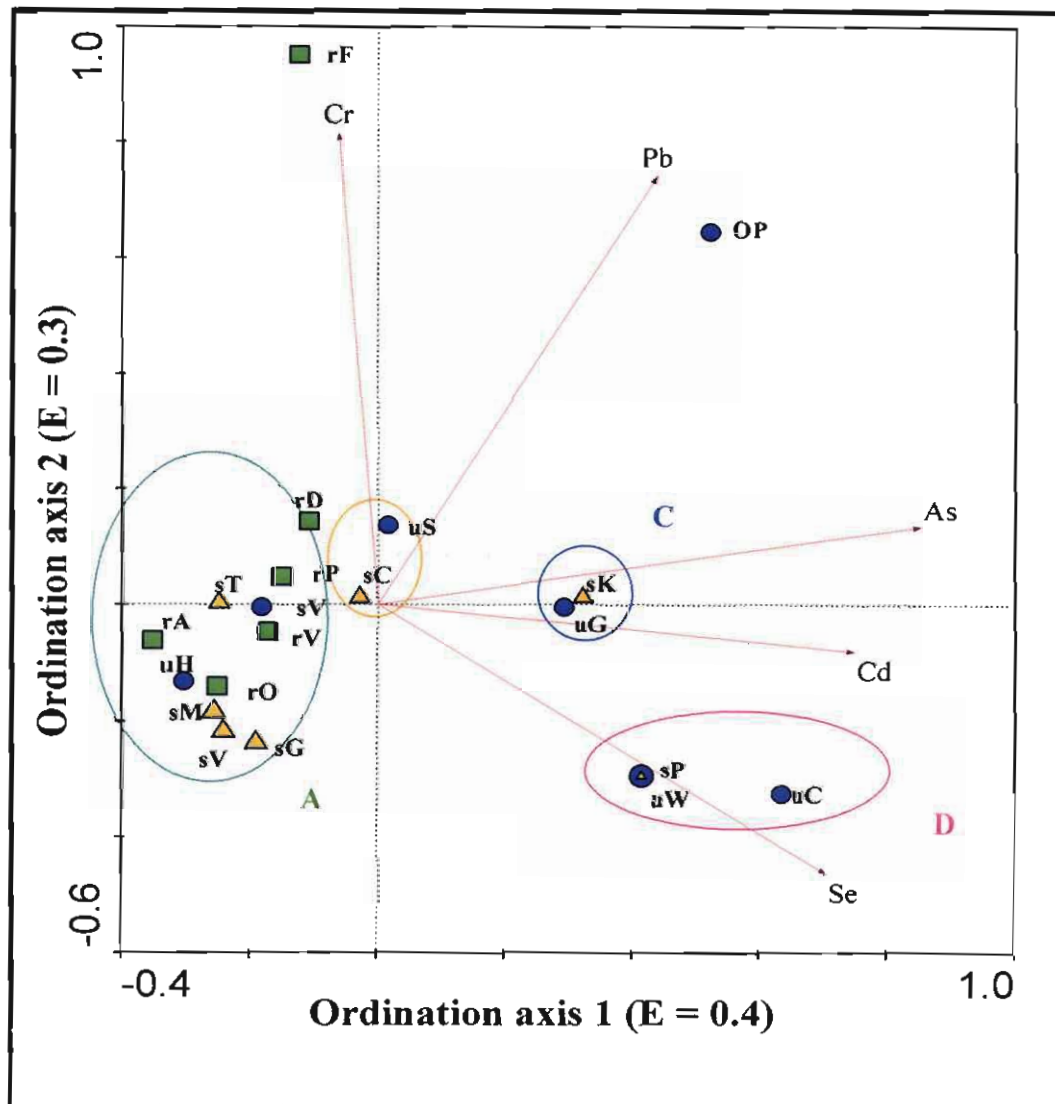 1.0
rF
Cr
Pb
OP
Ordination axis 2 (E = 0.3)
C
As
rD
uS
rP
sC
sK
sT
sV
uG
rA
rV
uH
Cd
rO
sM
sV
sG
sP
uW
uC
A
D
Se
-0.6
-0.4
1.0
Ordination axis 1 (E = 0.4)